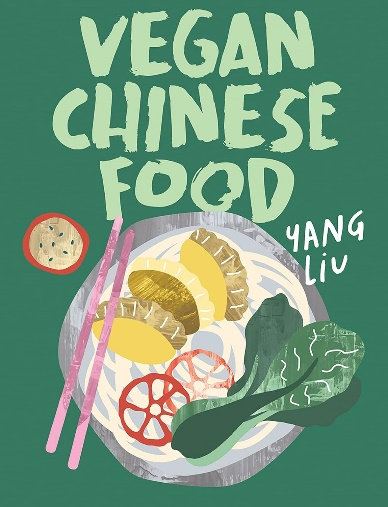 VEGAN
CHINESE
FOOD
YANG
LIU